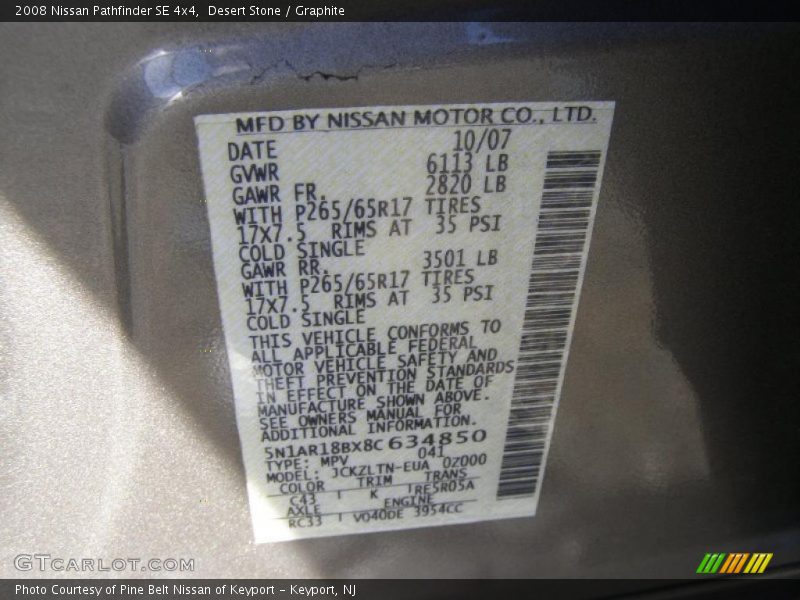 2008 Nissan Pathfinder SE 4x4, Desert Stone / Graphite
MFD BY NISSAN MOTOR CO., LTD.
DATE 10/07
GVWR 6113 LB
GAWR FR. 2820 LB
WITH P265/65R17 TIRES
17X7.5 RIMS AT 35 PSI
COLD SINGLE
GAWR RR. 3501 LB
WITH P265/65R17 TIRES
17X7.5 RIMS AT 35 PSI
COLD SINGLE
THIS VEHICLE CONFORMS TO
ALL APPLICABLE FEDERAL
MOTOR VEHICLE SAFETY AND
THEFT PREVENTION STANDARDS
IN EFFECT ON THE DATE OF
MANUFACTURE SHOWN ABOVE.
SEE OWNERS MANUAL FOR
ADDITIONAL INFORMATION.
5N1AR18BX8C634850
TYPE: MPV 041
MODEL: JCKZLTN-EUA 0Z000
COLOR TRIM TRANS
C43 K RE5R05A
AXLE ENGINE
RC33 VQ40DE 3954CC
GTcarlot.com
Photo Courtesy of Pine Belt Nissan of Keyport - Keyport, NJ